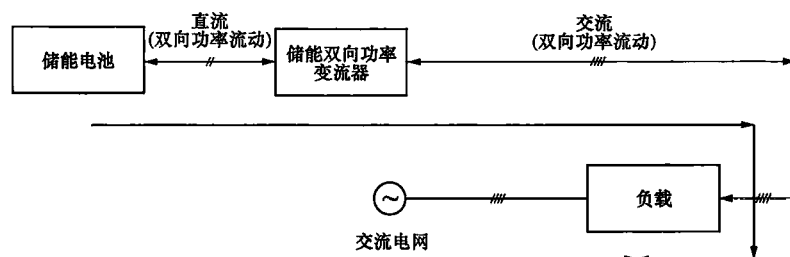 直流
(双向功率流动)
交流
(双向功率流动)
储能电池
储能双向功率
变流器
负载
交流电网